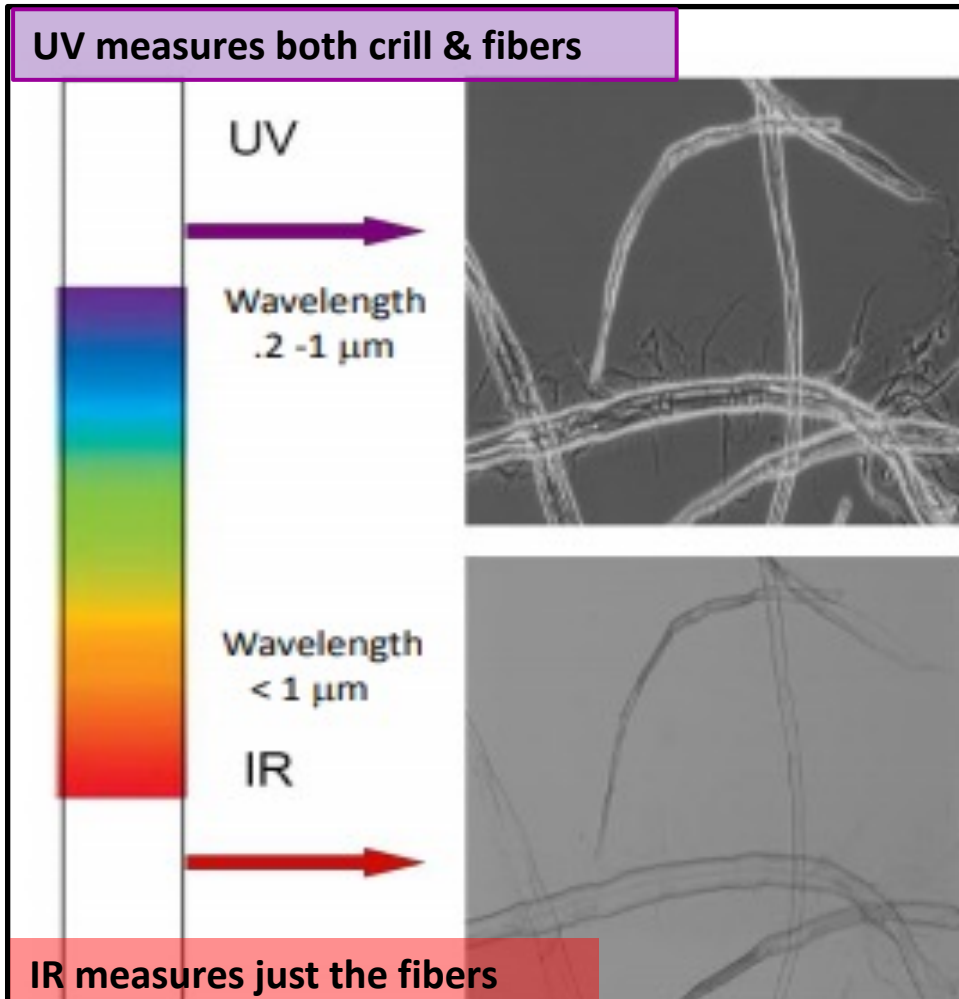 UV measures both crill & fibers
UV
Wavelength
.2 -1 μm
Wavelength
< 1 μm
IR
IR measures just the fibers